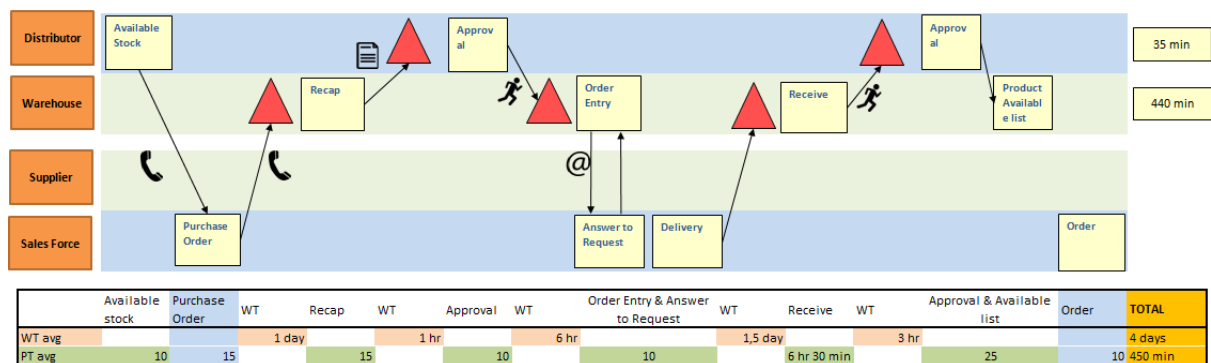 Distributor
Available
Stock
Approv
al
Approv
al
35 min
Warehouse
Recap
Order
Entry
Receive
Product
Availabl
e list
440 min
@
Supplier
Sales Force
Purchase
Order
Answer to
Request
Delivery
Order
Available
stock
Purchase
Order
WT
Recap
WT
Approval
WT
Order Entry & Answer
to Request
WT
Receive
WT
Approval & Available
list
Order
TOTAL
WT avg 1 day 1 hr 6 hr 1,5 day 3 hr 4 days
PT avg 10 15 15 10 10 6 hr 30 min 25 10 450 min